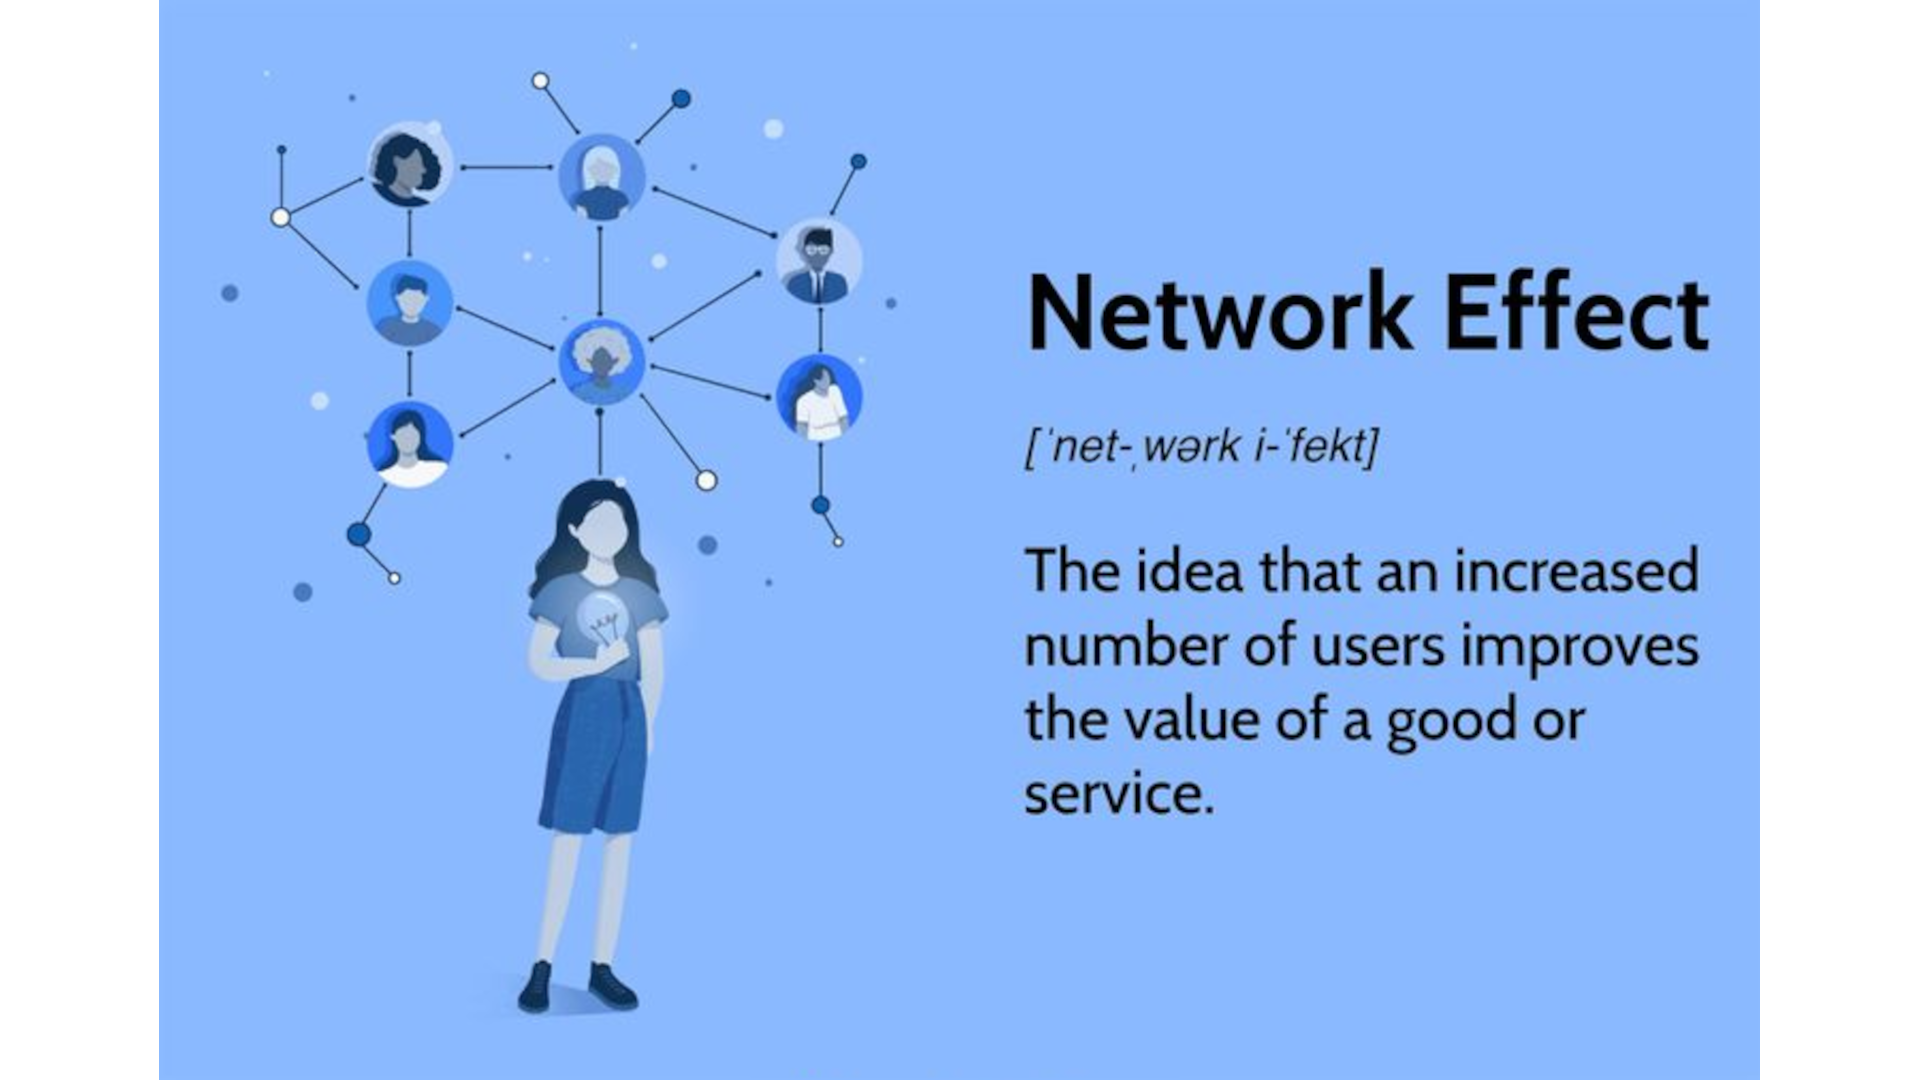 Network Effect
[ˈnet-ˌwərk i-ˈfekt]
The idea that an increased
number of users improves
the value of a good or
service.